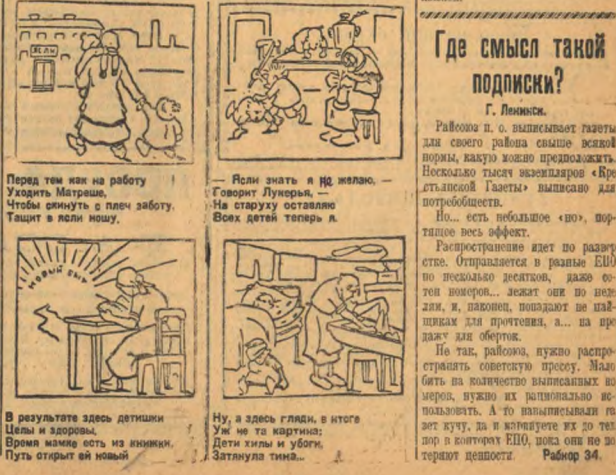 ЯСЛИ
Перед тем как на работу
Уходить Матреше,
Чтобы скинуть с плеч заботу,
Тащит в ясли ношу.
— Ясли знать я не желаю, —
Говорит Лукерья, —
На старуху оставляю
Всех детей теперь я.
НОВЫЙ БЫТ
В результате здесь детишки
Целы и здоровы,
Время мамке есть из книжки
Путь открыт ей новый
Ну, а здесь гляди, в итоге
Уж не та картина:
Дети хилы и убоги,
Затянула тина...
Где смысл такой
подписки?
Г. Ленинск.
Райсоюз п. о. выписывает газеты
для своего района свыше всякой
нормы, какую можно предположить.
Несколько тысяч экземпляров «Кре
стьянской Газеты» выписано для
потребобществ.
Но... есть небольшое «но», пор-
тящее весь эффект.
Распространение идет по развер
стке. Отправляется в разные ЕПО
по несколько десятков, даже со-
тен номеров... лежат они по неде
лям, и, наконец, попадают не пай-
щикам для прочтения, а... на про
дажу для оберток.
Не так, райсоюз, нужно распро-
странять советскую прессу. Мало
бить на количество выписанных но
меров, нужно их рационально ис-
пользовать. А то навыписывали га
зет кучу, да и маринуете их до тех
пор в конторах ЕПО, пока они не по
теряют ценности. Рабкор 34.